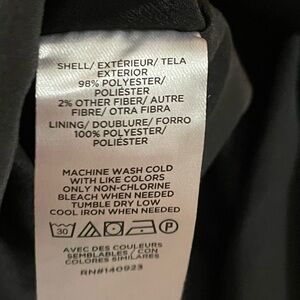 SHELL/ EXTÉRIEUR/ TELA
EXTERIOR
98% POLYESTER/
POLIÉSTER
2% OTHER FIBER/ AUTRE
FIBRE/ OTRA FIBRA
LINING/ DOUBLURE/ FORRO
100% POLYESTER/
POLIÉSTER
MACHINE WASH COLD
WITH LIKE COLORS
ONLY NON-CHLORINE
BLEACH WHEN NEEDED
TUMBLE DRY LOW
COOL IRON WHEN NEEDED
30 P
AVEC DES COULEURS
SEMBLABLES / CON
COLORES SIMILARES
RN#140923